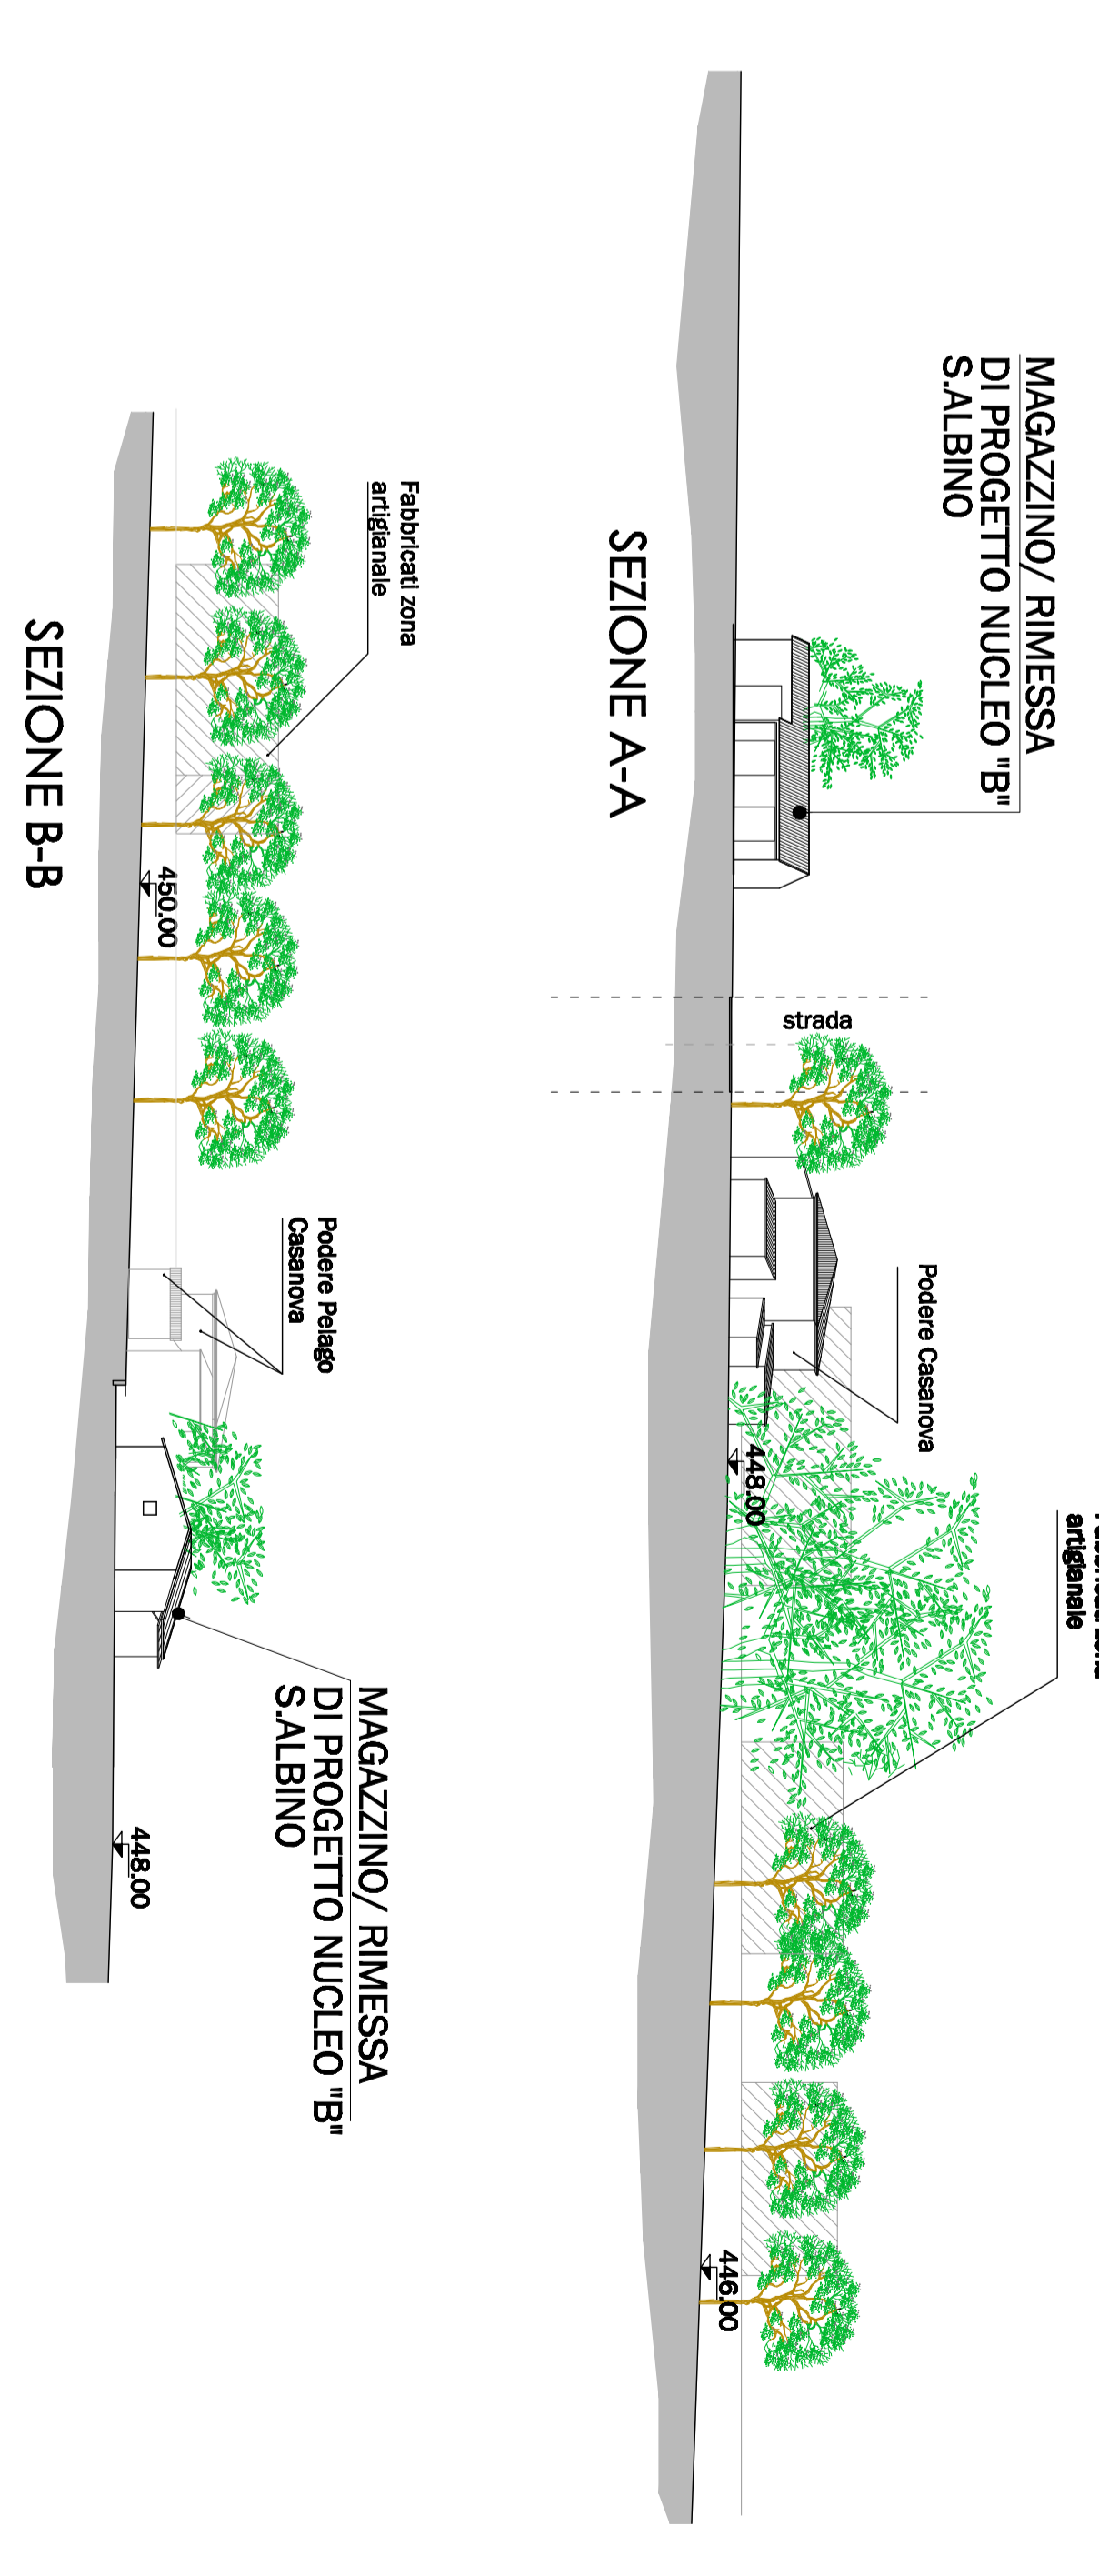 MAGAZZINO/ RIMESSA
DI PROGETTO NUCLEO "B"
S.ALBINO
strada
Podere Casanova
448.00
artigianale
446.00
SEZIONE A-A
Fabbricati zona
artigianale
450.00
Podere Pelago
Casanova
MAGAZZINO/ RIMESSA
DI PROGETTO NUCLEO "B"
S.ALBINO
448.00
SEZIONE B-B